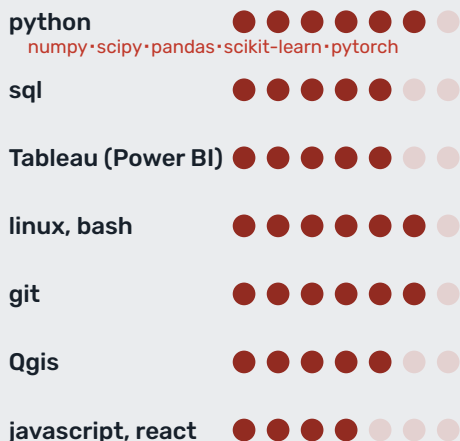 python
numpy·scipy·pandas·scikit-learn·pytorch
sql
Tableau (Power BI)
linux, bash
git
Qgis
javascript, react